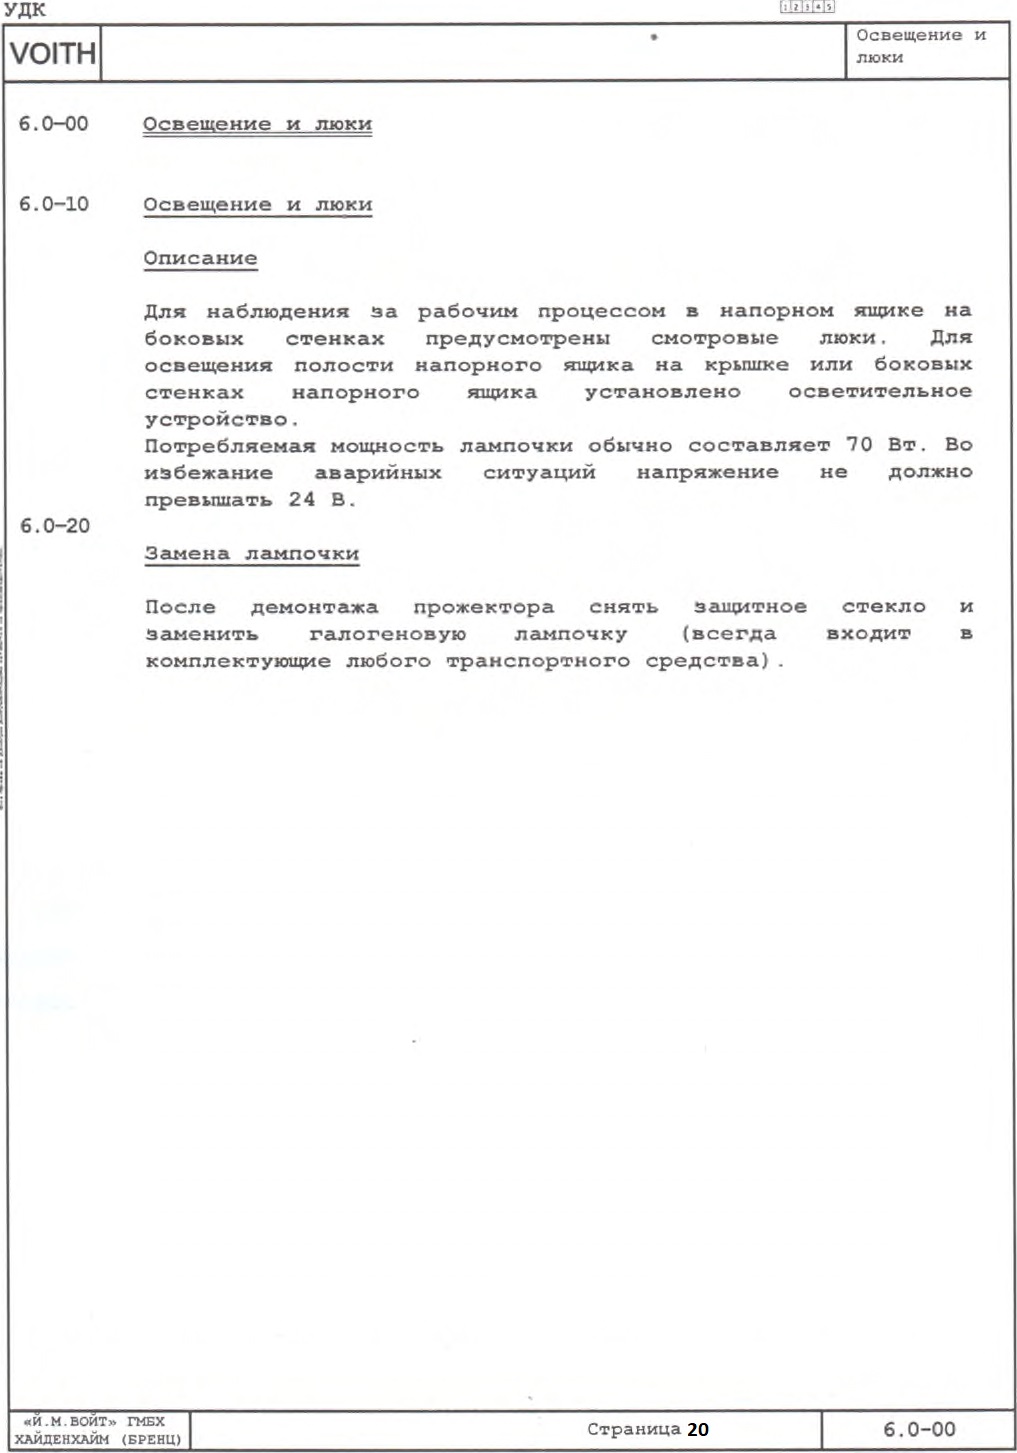 УДК
1 2 3 4 5
VOITH
Освещение и
люки
6.0-00 Освещение и люки
6.0-10 Освещение и люки
Описание
Для наблюдения за рабочим процессом в напорном ящике на
боковых стенках предусмотрены смотровые люки. Для
освещения полости напорного ящика на крышке или боковых
стенках напорного ящика установлено осветительное
устройство.
Потребляемая мощность лампочки обычно составляет 70 Вт. Во
избежание аварийных ситуаций напряжение не должно
превышать 24 В.
6.0-20
Замена лампочки
После демонтажа прожектора снять защитное стекло и
заменить галогеновую лампочку (всегда входит в
комплектующие любого транспортного средства).
«Й.М.ВОЙТ» ГМБХ
ХАЙДЕНХАЙМ (БРЕНЦ)
Страница 20
6.0-00